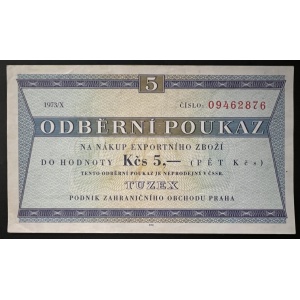 5
1973/X ČÍSLO: 09462876
ODBĚRNÍ POUKAZ
NA NÁKUP EXPORTNÍHO ZBOŽÍ
DO HODNOTY Kčs 5,— (PĚT Kčs)
TENTO ODBĚRNÍ POUKAZ JE NEPRODEJNÝ V ČSSR.
TUZEX
PODNIK ZAHRANIČNÍHO OBCHODU PRAHA